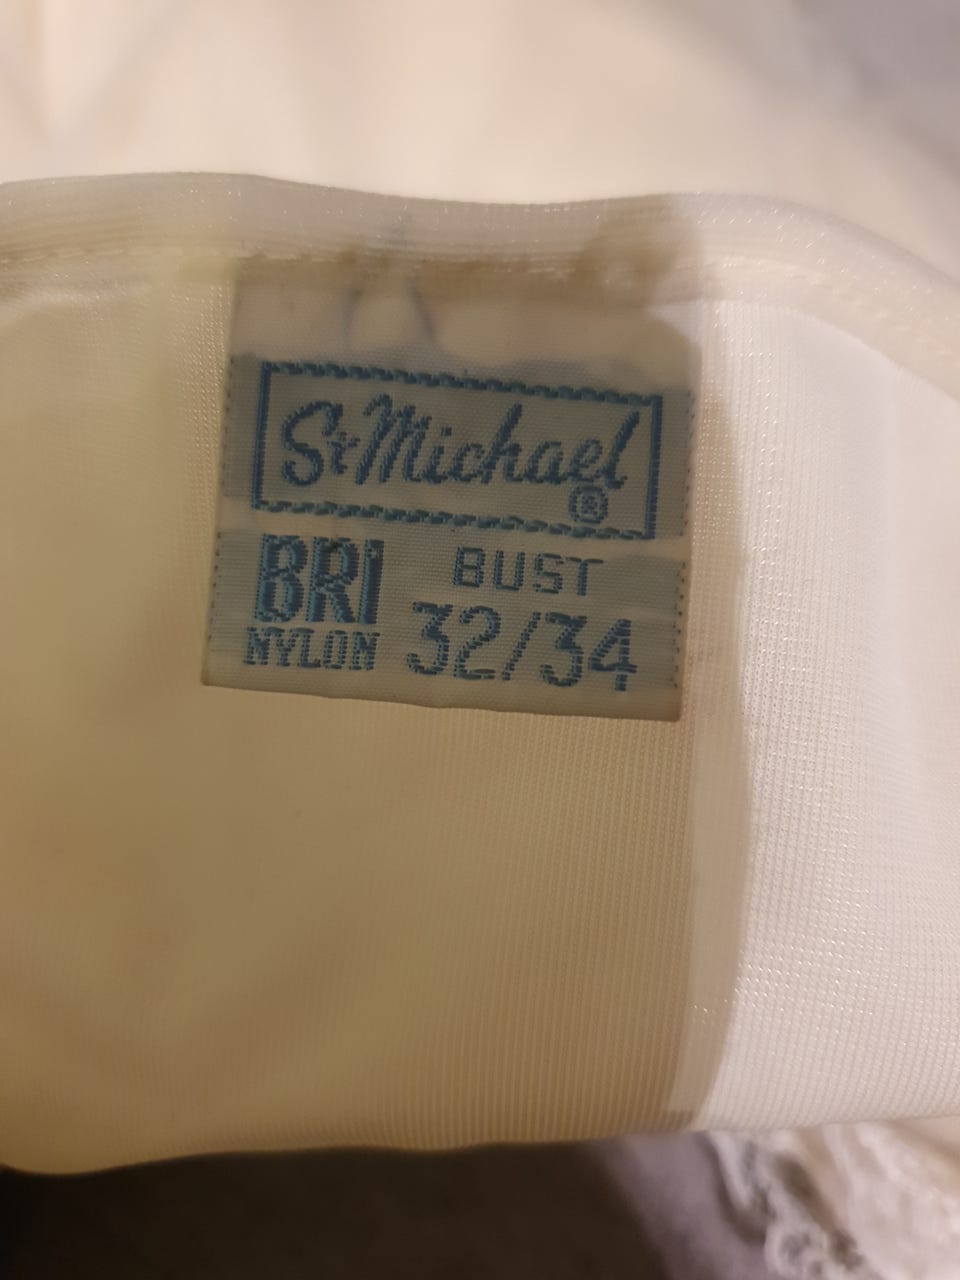 St Michael
®
BRI
NYLON
BUST
32/34